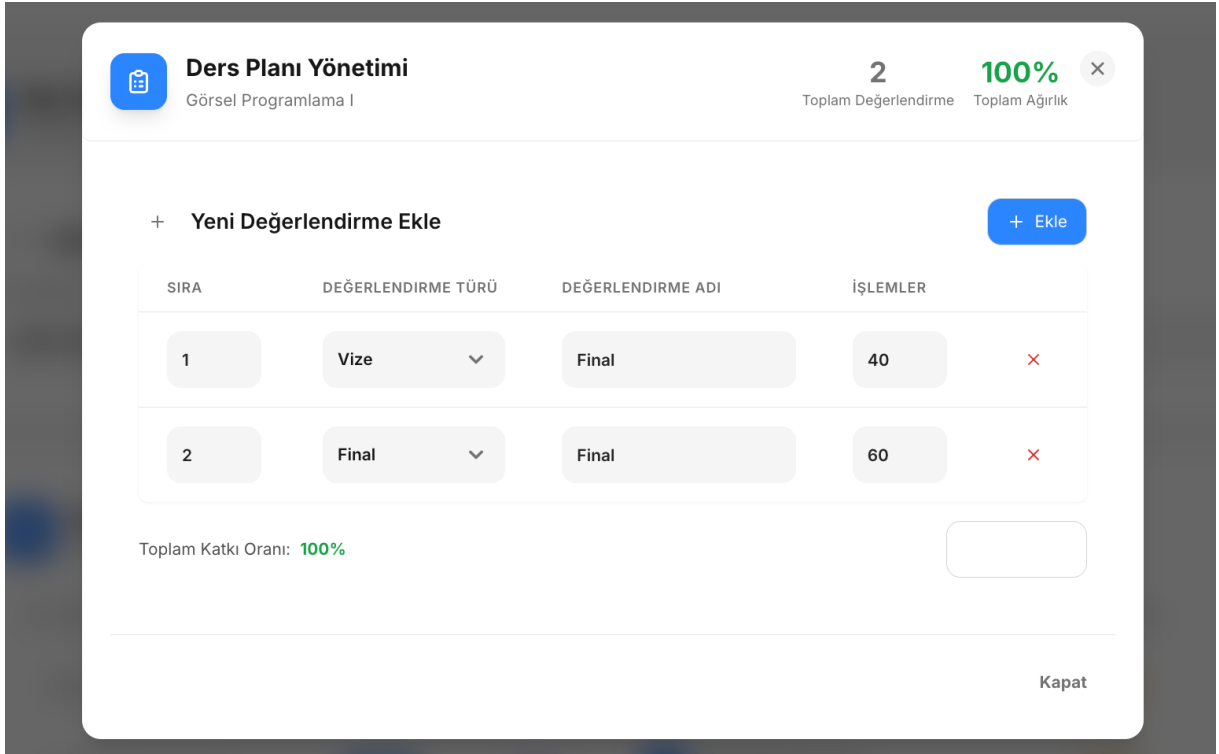 Ders Planı Yönetimi
Görsel Programlama I
2
Toplam Değerlendirme
100%
Toplam Ağırlık
Yeni Değerlendirme Ekle
Ekle
SIRA DEĞERLENDİRME TÜRÜ DEĞERLENDİRME ADI İŞLEMLER
1 Vize Final 40
2 Final Final 60
Toplam Katkı Oranı: 100%
Kapat